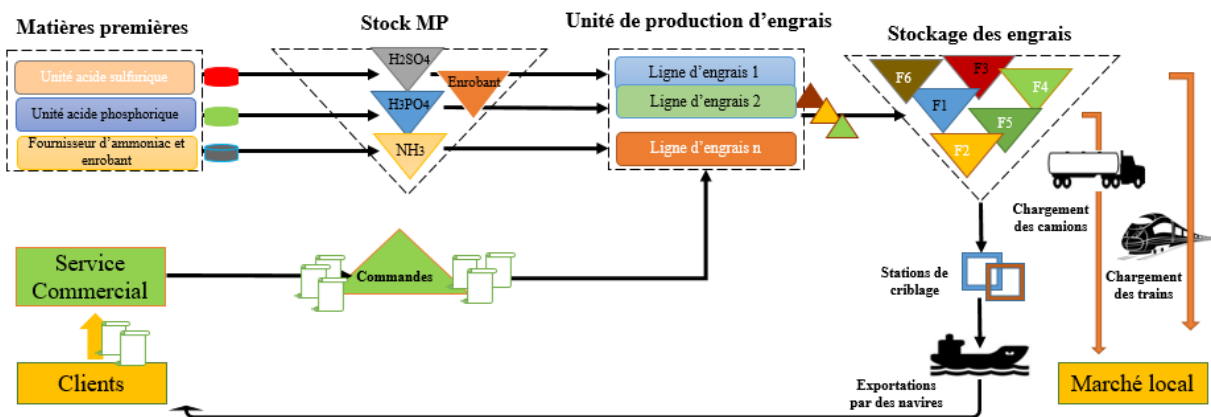 Matières premières
Stock MP
Unité de production d'engrais
Stockage des engrais
Unité acide sulfurique
Unité acide phosphorique
Fournisseur d'ammoniac et
enrobant
H2SO4
Enrobant
H3PO4
NH3
Ligne d'engrais 1
Ligne d'engrais 2
Ligne d'engrais n
F6
F3
F4
F1
F5
F2
Chargement
des camions
Chargement
des trains
Service
Commercial
Commandes
Stations de
criblage
Clients
Exportations
par des navires
Marché local